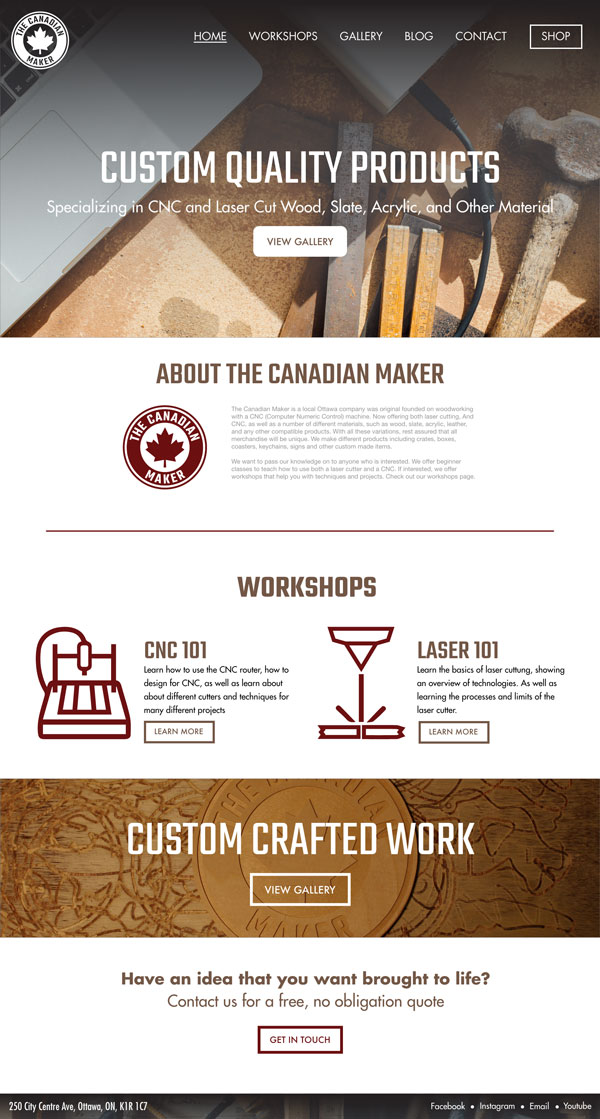 THE CANADIAN MAKER
HOME WORKSHOPS GALLERY BLOG CONTACT SHOP
CUSTOM QUALITY PRODUCTS
Specializing in CNC and Laser Cut Wood, Slate, Acrylic, and Other Material
VIEW GALLERY
ABOUT THE CANADIAN MAKER
THE CANADIAN MAKER
The Canadian Maker is a local Ottawa company was original founded on woodworking
with a CNC (Computer Numeric Control) machine. Now offering both laser cutting, And
CNC, as well as a number of different materials, such as wood, slate, acrylic, leather,
and any other compatible products. With all these variations, rest assured that all
merchandise will be unique. We make different products including crates, boxes,
coasters, keychains, signs and other custom made items.
We want to pass our knowledge on to anyone who is interested. We offer beginner
classes to teach how to use both a laser cutter and a CNC. If interested, we offer
workshops that help you with techniques and projects. Check out our workshops page.
WORKSHOPS
CNC 101
Learn how to use the CNC router, how to
design for CNC, as well as learn about
about different cutters and techniques for
many different projects
LEARN MORE
LASER 101
Learn the basics of laser cuttung, showing
an overview of technologies. As well as
learning the processes and limits of the
laser cutter.
LEARN MORE
THE CANADIAN
CUSTOM CRAFTED WORK
VIEW GALLERY
MAKER
Have an idea that you want brought to life?
Contact us for a free, no obligation quote
GET IN TOUCH
250 City Centre Ave, Ottawa, ON, K1R 1C7
Facebook • Instagram • Email • Youtube